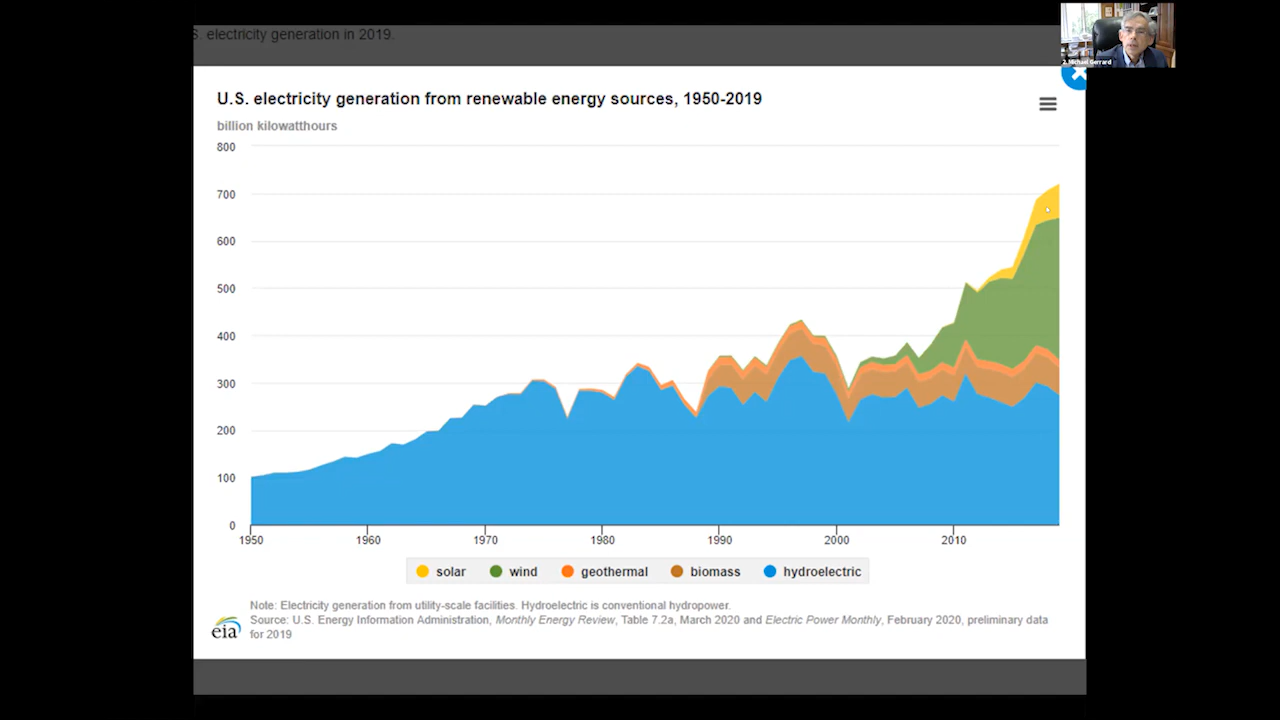 S. electricity generation in 2019.
2. Michael Gerrard
U.S. electricity generation from renewable energy sources, 1950-2019
billion kilowatthours
800
700
600
500
400
300
200
100
0
1950 1960 1970 1980 1990 2000 2010
solar wind geothermal biomass hydroelectric
Note: Electricity generation from utility-scale facilities. Hydroelectric is conventional hydropower.
Source: U.S. Energy Information Administration, Monthly Energy Review, Table 7.2a, March 2020 and Electric Power Monthly, February 2020, preliminary data
for 2019
eia